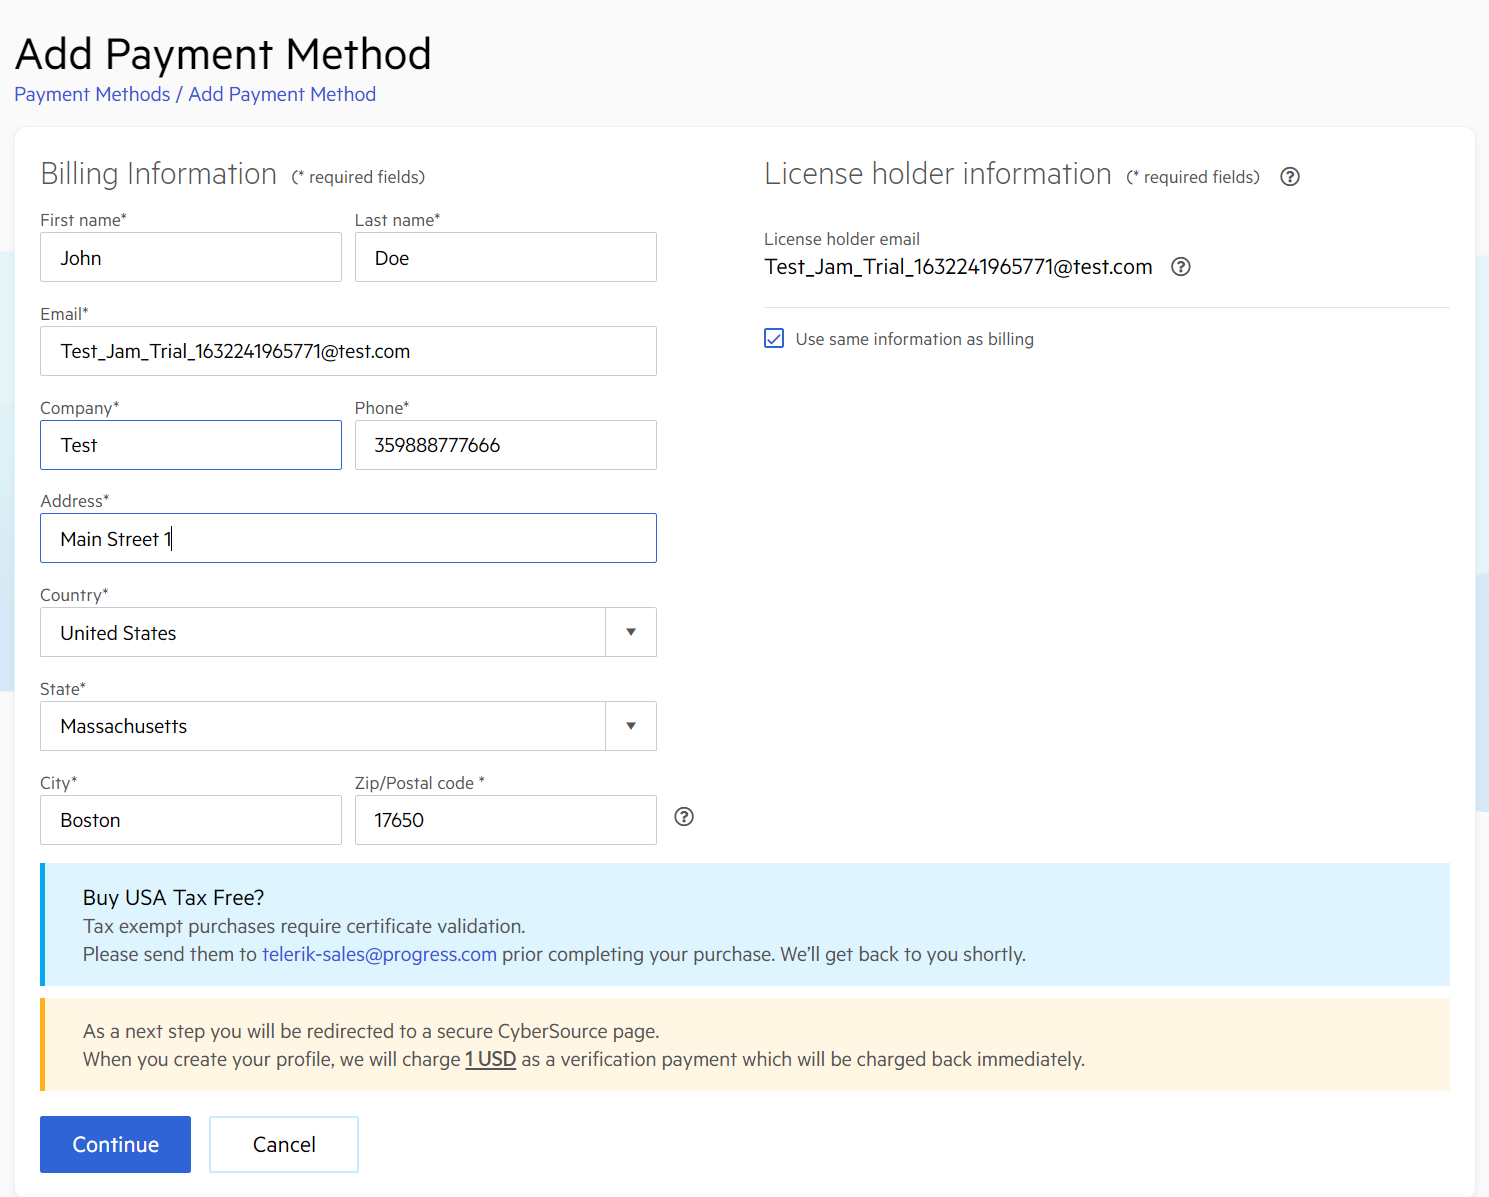 Add Payment Method
Payment Methods / Add Payment Method
Billing Information (* required fields)
First name*
Last name*
John
Doe
Email*
Test_Jam_Trial_1632241965771@test.com
Company*
Phone*
Test
359888777666
Address*
Main Street 1
Country*
United States
State*
Massachusetts
City*
Zip/Postal code *
Boston
17650
License holder information (* required fields)
License holder email
Test_Jam_Trial_1632241965771@test.com
Use same information as billing
Buy USA Tax Free?
Tax exempt purchases require certificate validation.
Please send them to telerik-sales@progress.com prior completing your purchase. We'll get back to you shortly.
As a next step you will be redirected to a secure CyberSource page.
When you create your profile, we will charge 1 USD as a verification payment which will be charged back immediately.
Continue
Cancel